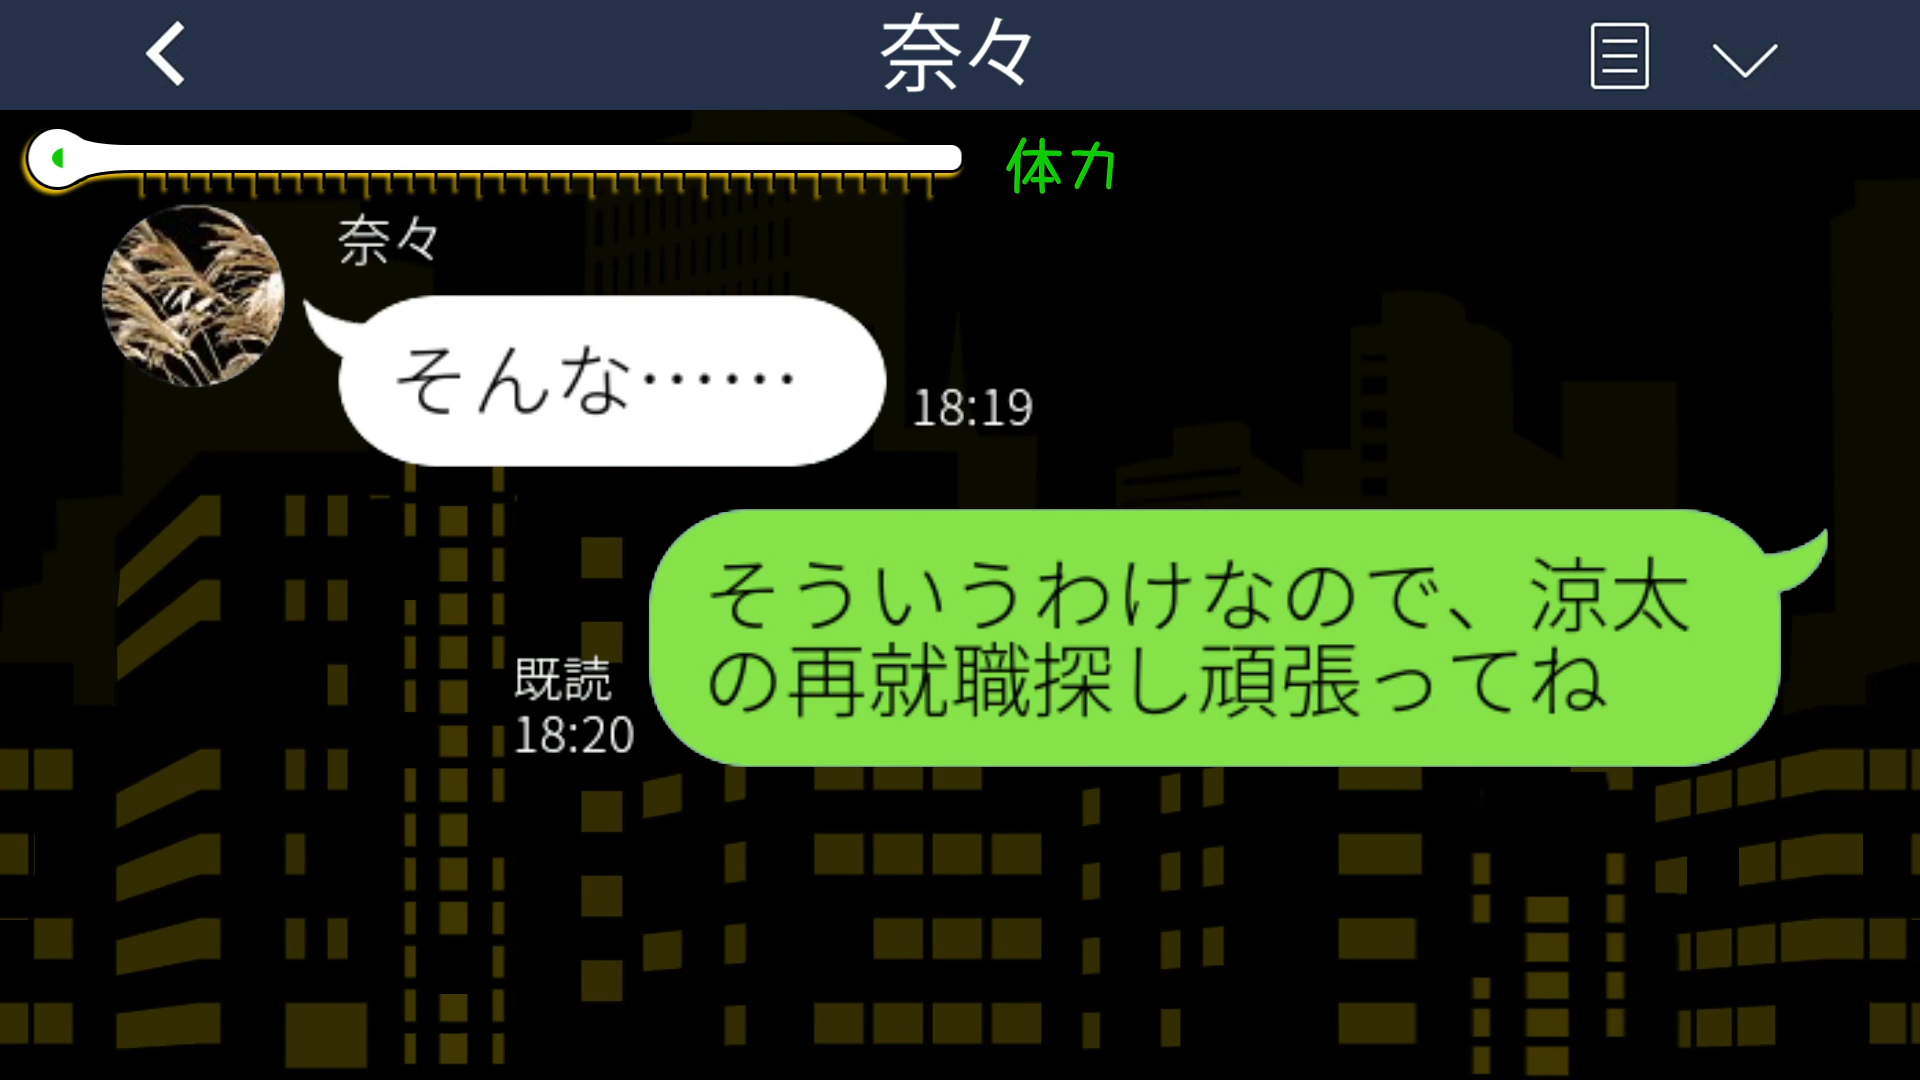 奈々
体力
奈々
そんな……
18:19
そういうわけなので、涼太
の再就職探し頑張ってね
既読
18:20